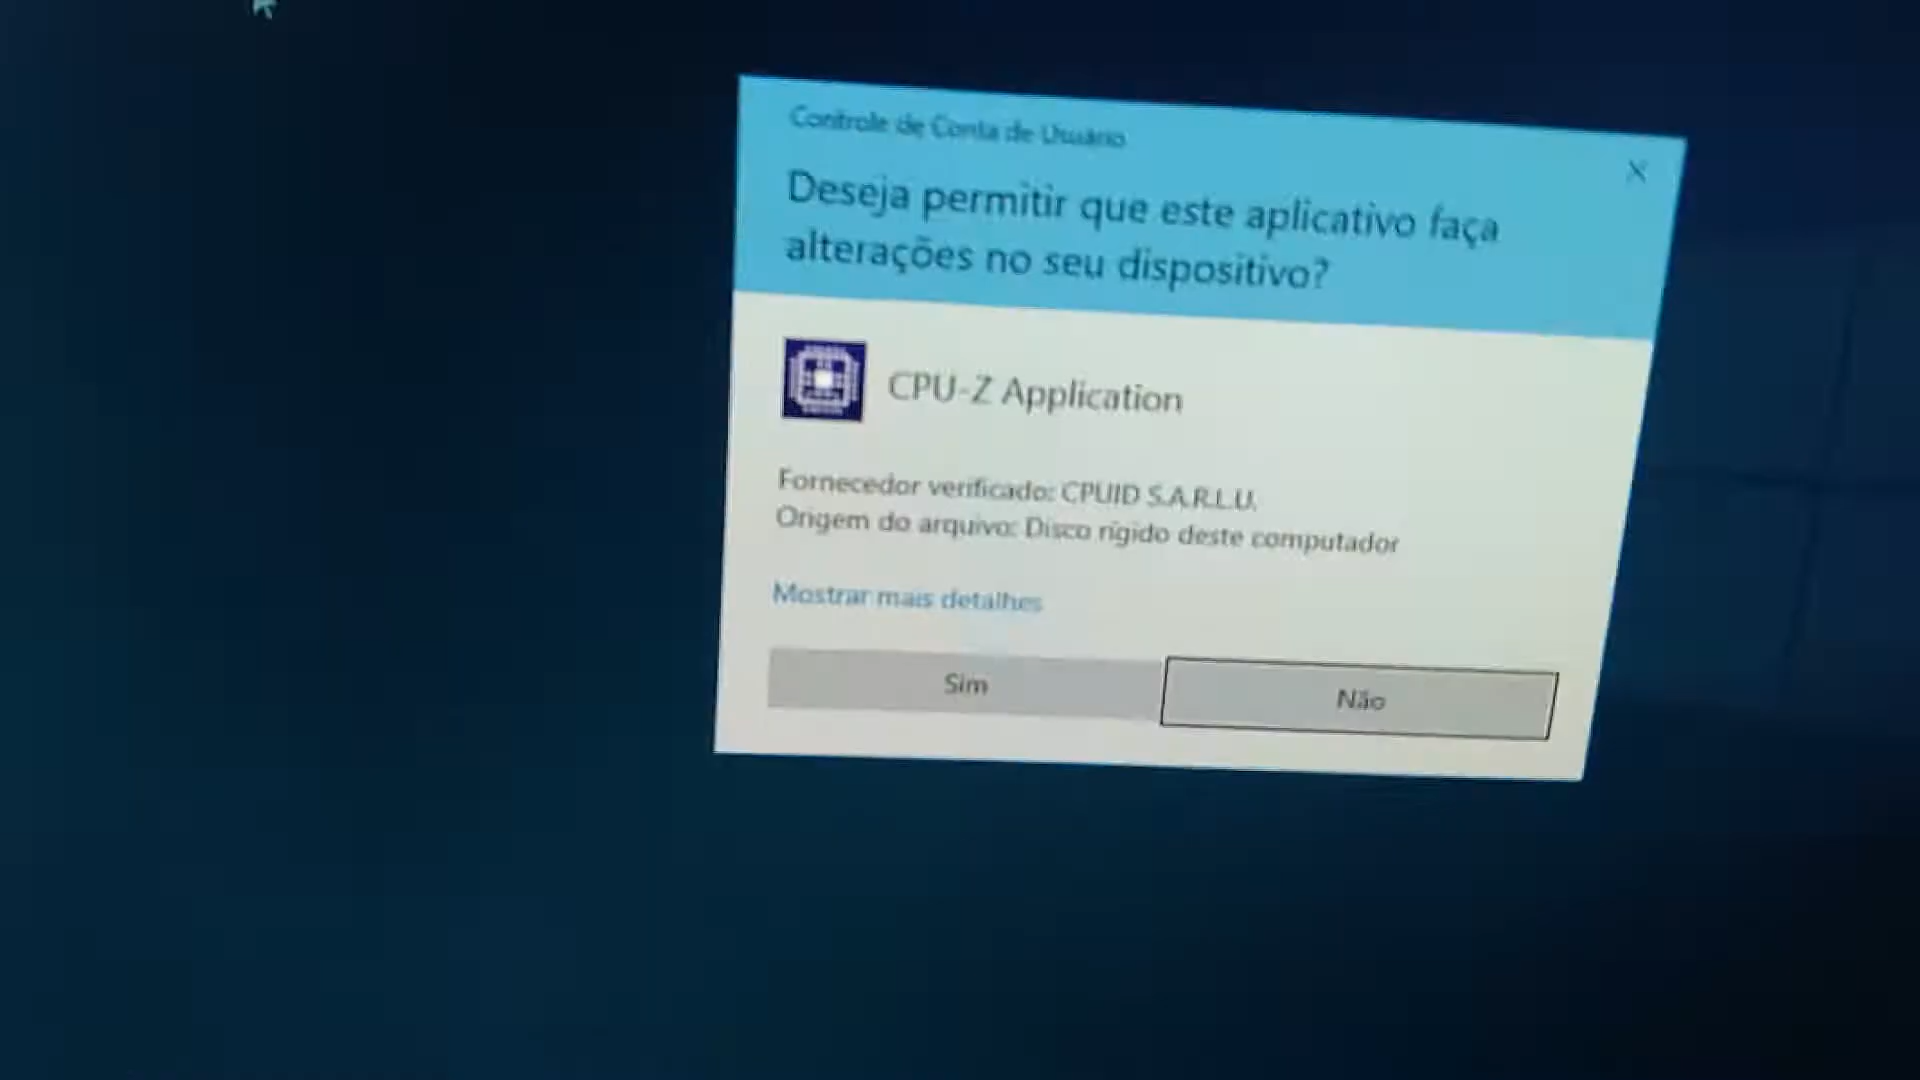 Controle de Conta de Usuário
Deseja permitir que este aplicativo faça
alterações no seu dispositivo?
CPU-Z Application
Fornecedor verificado: CPUID S.A.R.L.U.
Origem do arquivo: Disco rígido deste computador
Mostrar mais detalhes
Sim
Não